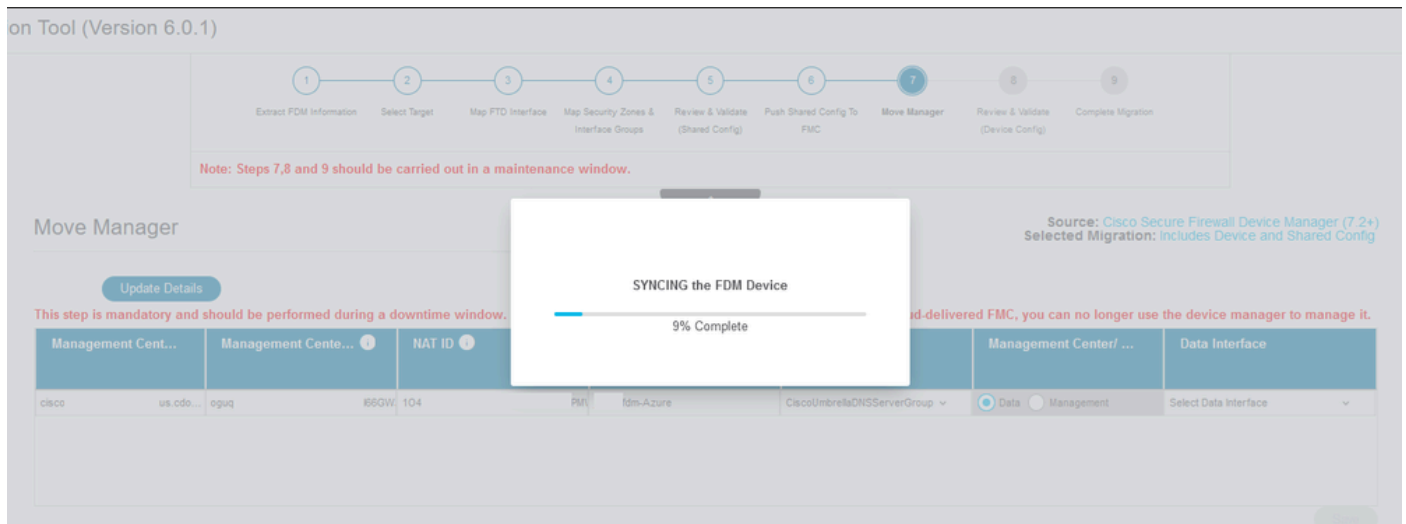 on Tool (Version 6.0.1)
1 2 3 4 5 6 7 8 9
Extract FDM Information Select Target Map FTD Interface Map Security Zones & Review & Validate Push Shared Config To Move Manager Review & Validate Complete Migration
Interface Groups (Shared Config) FMC (Device Config)
Note: Steps 7,8 and 9 should be carried out in a maintenance window.
Move Manager
Source: Cisco Secure Firewall Device Manager (7.2+)
Selected Migration: Includes Device and Shared Config
SYNCING the FDM Device
9% Complete
Update Details
This step is mandatory and should be performed during a downtime window. ud-delivered FMC, you can no longer use the device manager to manage it.
Management Cent... Management Cente... NAT ID Management Center/ ... Data Interface
cisco us.cdo... oguq I66GW 104 PM fdm-Azure CiscoUmbrellaDNSServerGroup Data Management Select Data Interface